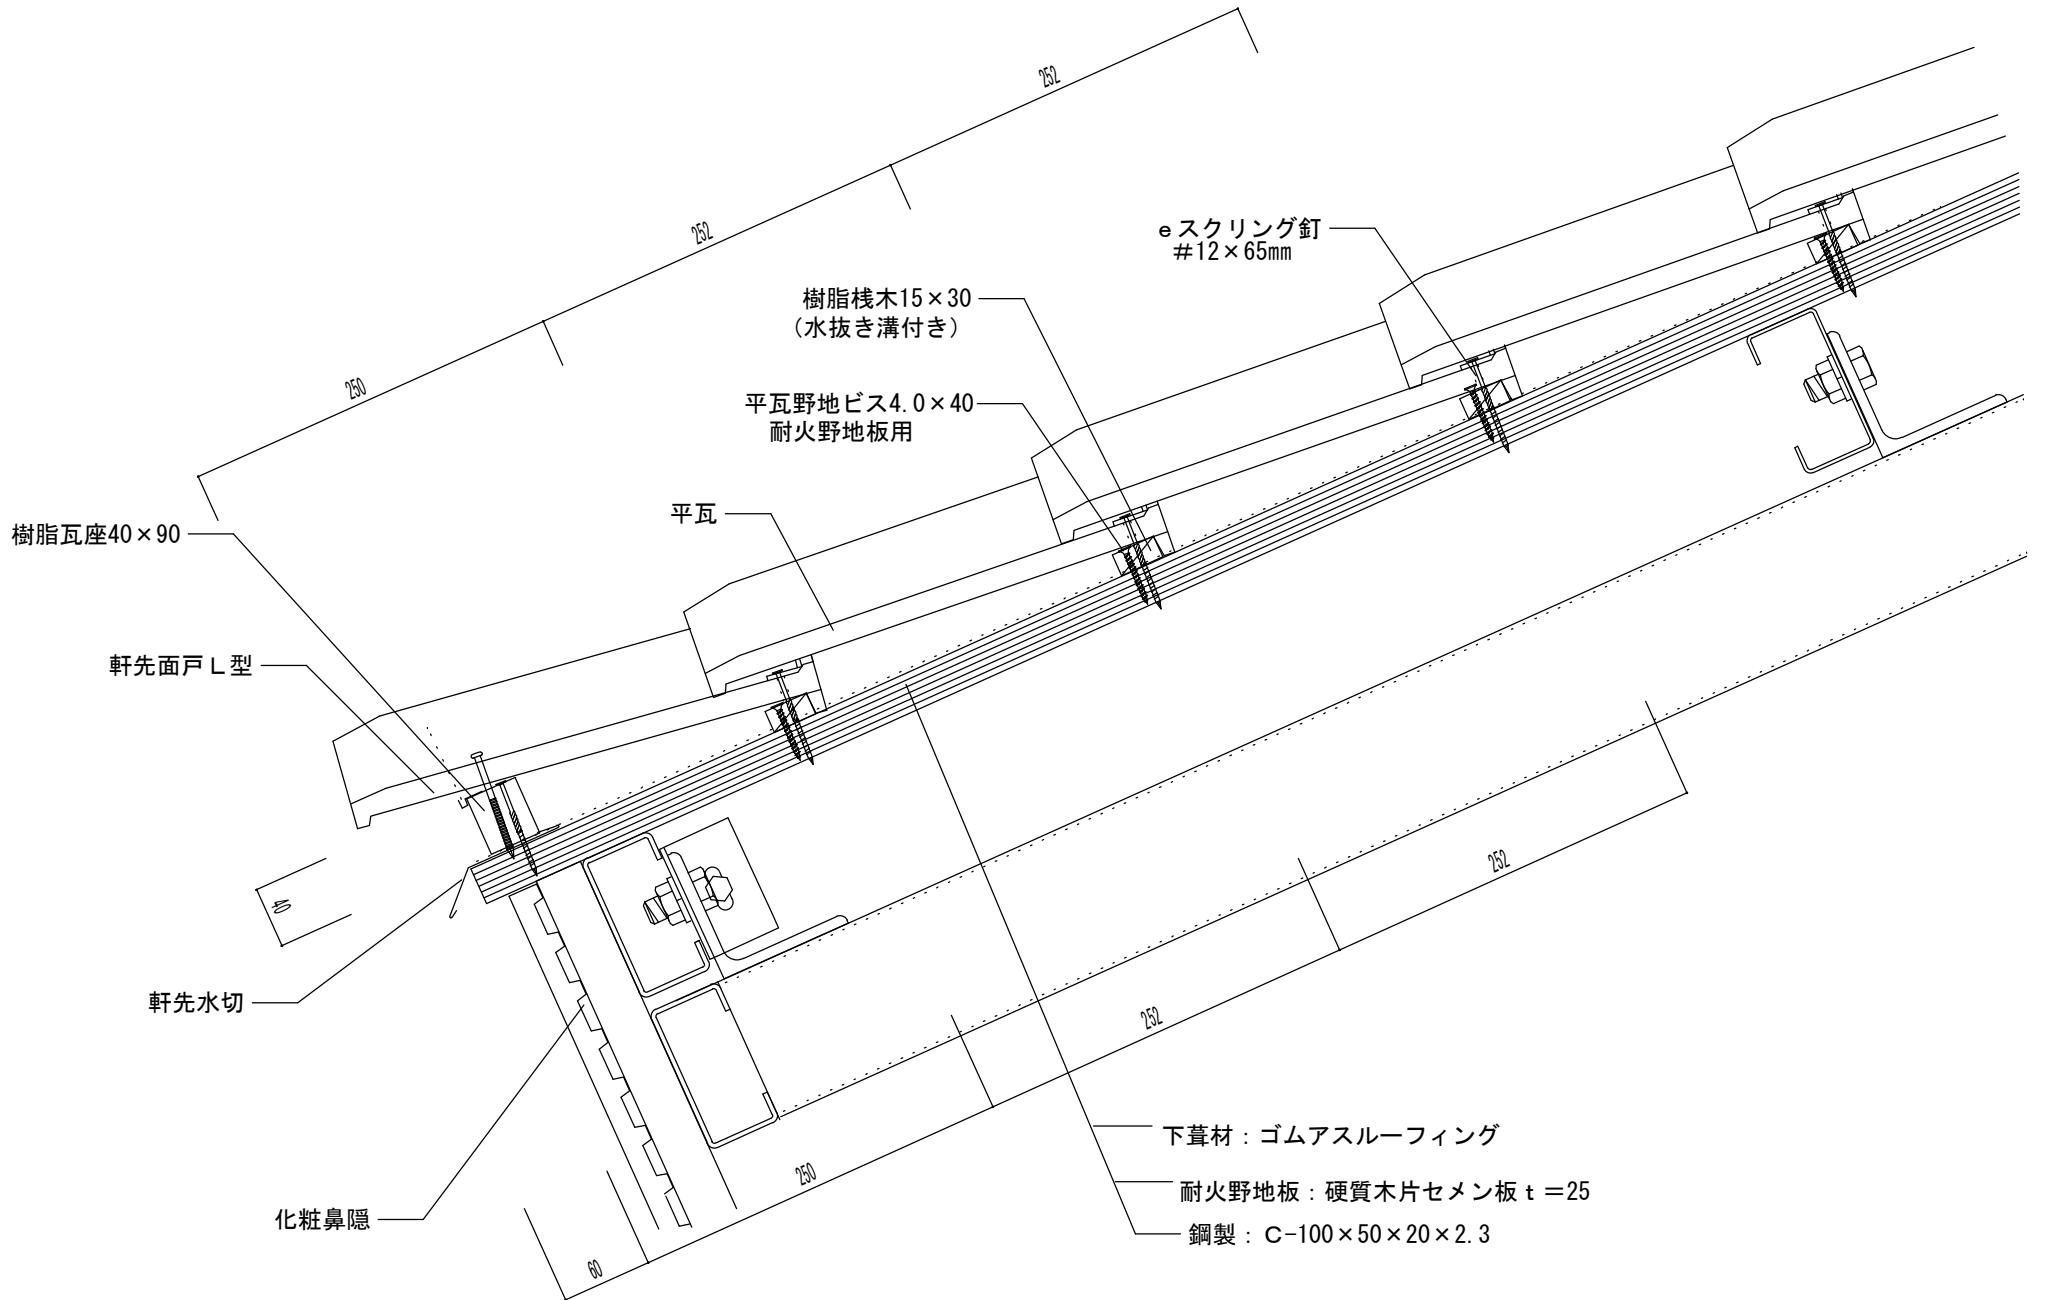 252
252
250
eスクリング釘
#12×65mm
樹脂桟木15×30
(水抜き溝付き)
平瓦野地ビス4.0×40
耐火野地板用
平瓦
樹脂瓦座40×90
軒先面戸L型
40
軒先水切
化粧鼻隠
252
252
250
60
下葺材：ゴムアスルーフィング
耐火野地板：硬質木片セメン板t=25
鋼製：C-100×50×20×2.3